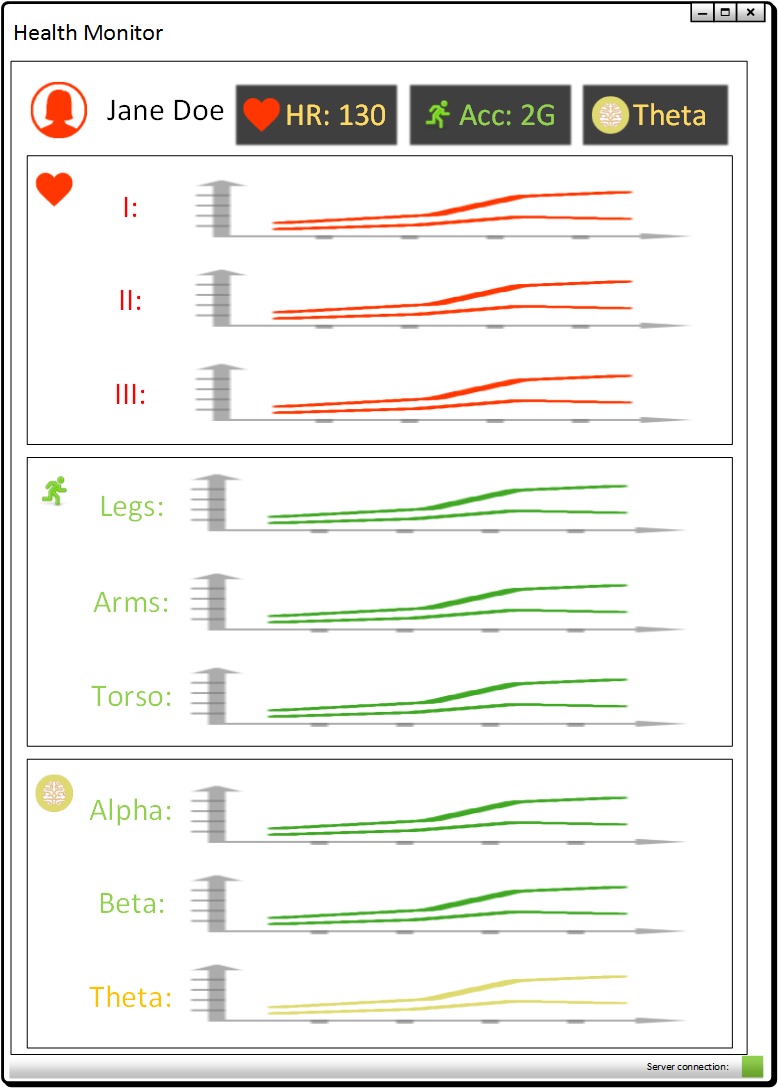 Health Monitor
Jane Doe HR: 130 Acc: 2G Theta
I:
II:
III:
Legs:
Arms:
Torso:
Alpha:
Beta:
Theta:
Server connection: